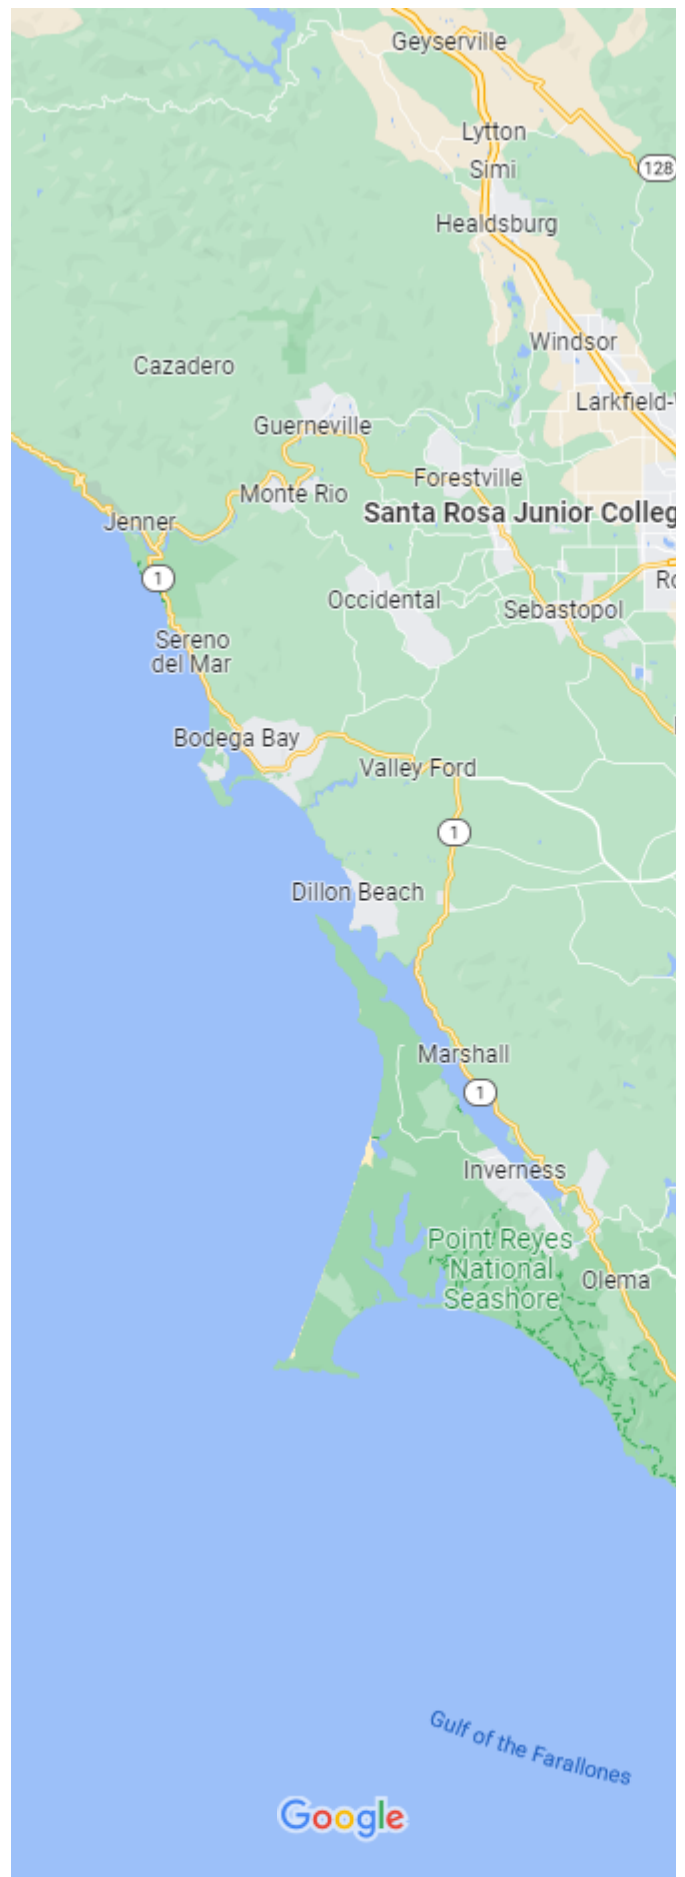 Geyserville
Lytton
128
Simi
Healdsburg
Windsor
Cazadero
Larkfield-
Guerneville
Forestville
Monte Rio
Santa Rosa Junior Colleg
Jenner
1
Ro
Occidental
Sebastopol
Sereno
del Mar
Bodega Bay
Valley Ford
1
Dillon Beach
Marshall
1
Inverness
Point Reyes
National
Seashore
Olema
Gulf of the Farallones
Google